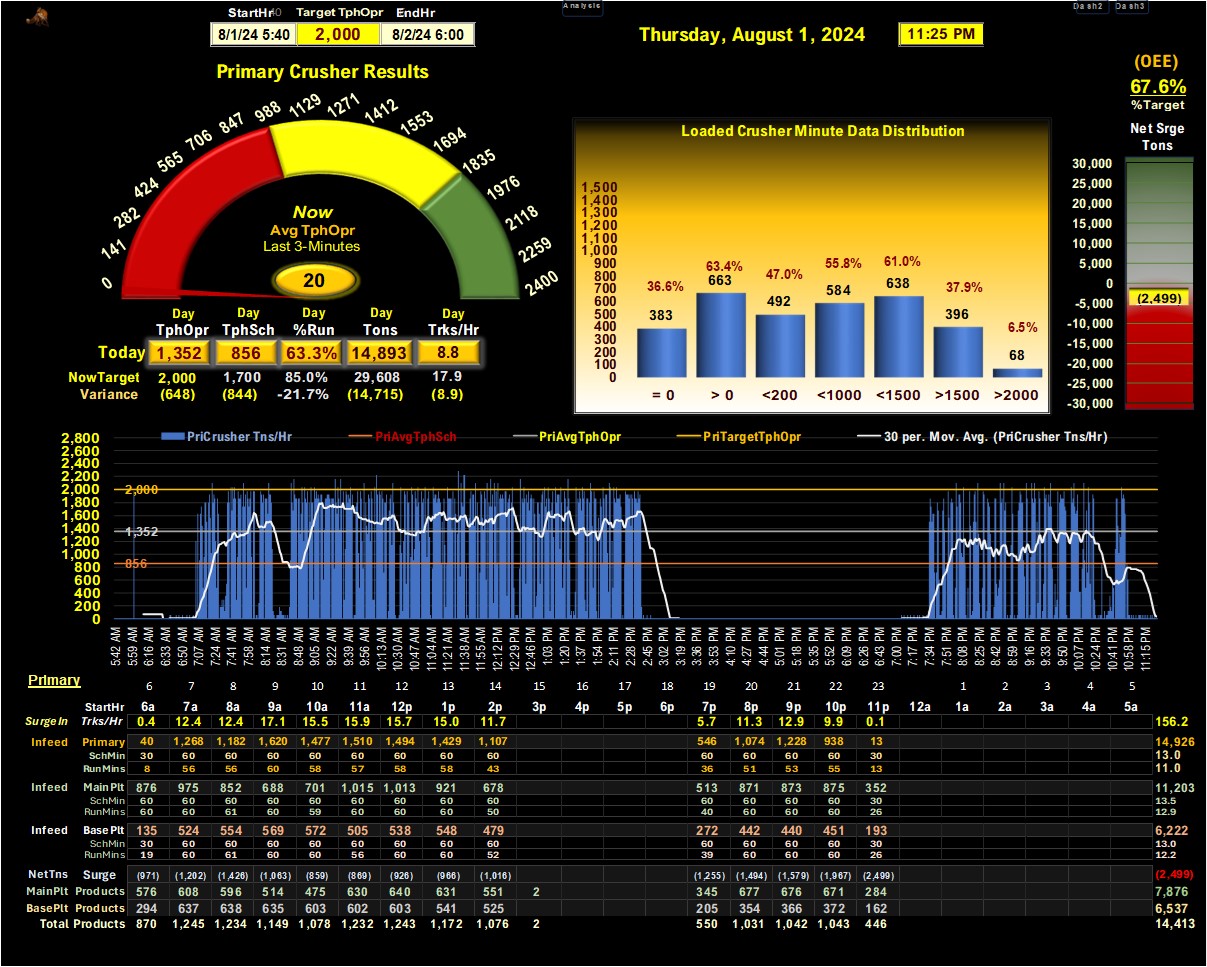 Analysis
Dash2 Dash3
StartHr Target TphOpr EndHr
8/1/24 5:40 2,000 8/2/24 6:00
Thursday, August 1, 2024 11:25 PM
Primary Crusher Results
0 141 282 424 565 706 847 988 1129 1271 1412 1553 1694 1835 1976 2118 2259 2400
Now
Avg TphOpr
Last 3-Minutes
20
Day Day Day Day Day
TphOpr TphSch %Run Tons Trks/Hr
Today 1,352 856 63.3% 14,893 8.8
NowTarget 2,000 1,700 85.0% 29,608 17.9
Variance (648) (844) -21.7% (14,715) (8.9)
Loaded Crusher Minute Data Distribution
1,500
1,400
1,300
1,200
1,100
1,000
900
800
700
600
500
400
300
200
100
0
36.6% 63.4% 47.0% 55.8% 61.0% 37.9% 6.5%
383 663 492 584 638 396 68
= 0 > 0 <200 <1000 <1500 >1500 >2000
(OEE)
67.6%
%Target
Net Srge
Tons
30,000
25,000
20,000
15,000
10,000
5,000
0
-5,000
-10,000
-15,000
-20,000
-25,000
-30,000
(2,499)
PriCrusher Tns/Hr PriAvgTphSch PriAvgTphOpr PriTargetTphOpr 30 per. Mov. Avg. (PriCrusher Tns/Hr)
2,800
2,600
2,400
2,200
2,000
1,800
1,600
1,400
1,200
1,000
800
600
400
200
0
2,000
1,352
856
5:42 AM 5:59 AM 6:16 AM 6:33 AM 6:50 AM 7:07 AM 7:24 AM 7:41 AM 7:58 AM 8:14 AM 8:31 AM 8:48 AM 9:05 AM 9:22 AM 9:39 AM 9:56 AM 10:13 AM 10:30 AM 10:47 AM 11:04 AM 11:21 AM 11:38 AM 11:55 AM 12:12 PM 12:29 PM 12:46 PM 1:03 PM 1:20 PM 1:37 PM 1:54 PM 2:11 PM 2:28 PM 2:45 PM 3:02 PM 3:19 PM 3:36 PM 3:53 PM 4:10 PM 4:27 PM 4:44 PM 5:01 PM 5:18 PM 5:35 PM 5:52 PM 6:09 PM 6:26 PM 6:43 PM 7:00 PM 7:17 PM 7:34 PM 7:51 PM 8:08 PM 8:25 PM 8:42 PM 8:59 PM 9:16 PM 9:33 PM 9:50 PM 10:07 PM 10:24 PM 10:41 PM 10:58 PM 11:15 PM
Primary
6 7 8 9 10 11 12 13 14 15 16 17 18 19 20 21 22 23 1 2 3 4 5
StartHr 6a 7a 8a 9a 10a 11a 12p 1p 2p 3p 4p 5p 6p 7p 8p 9p 10p 11p 12a 1a 2a 3a 4a 5a
SurgeIn Trks/Hr 0.4 12.4 12.4 17.1 15.5 15.9 15.7 15.0 11.7 5.7 11.3 12.9 9.9 0.1 156.2
Infeed Primary 40 1,268 1,182 1,620 1,477 1,510 1,494 1,429 1,107 546 1,074 1,228 938 13 14,926
SchMin 30 60 60 60 60 60 60 60 60 60 60 60 60 30 13.0
RunMins 8 56 56 60 58 57 58 58 43 36 51 53 55 13 11.0
Infeed MainPlt 876 975 852 688 701 1,015 1,013 921 678 513 871 873 875 352 11,203
SchMin 60 60 60 60 60 60 60 60 60 60 60 60 60 30 13.5
RunMins 60 60 61 60 59 60 60 60 50 40 60 60 60 26 12.9
Infeed BasePlt 135 524 554 569 572 505 538 548 479 272 442 440 451 193 6,222
SchMin 30 60 60 60 60 60 60 60 60 60 60 60 60 30 13.0
RunMins 19 60 61 60 60 56 60 60 52 39 60 60 60 26 12.2
NetTns Surge (971) (1,202) (1,426) (1,063) (859) (869) (926) (966) (1,016) (1,255) (1,494) (1,579) (1,967) (2,499) (2,499)
MainPlt Products 576 608 596 514 475 630 640 631 551 2 345 677 676 671 284 7,876
BasePlt Products 294 637 638 635 603 602 603 541 525 205 354 366 372 162 6,537
Total Products 870 1,245 1,234 1,149 1,078 1,232 1,243 1,172 1,076 2 550 1,031 1,042 1,043 446 14,413